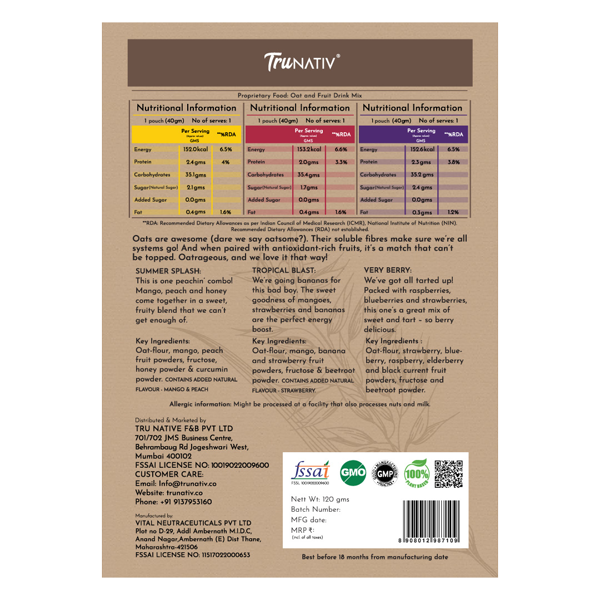 TruNATIV®
Proprietary Food: Oat and Fruit Drink Mix
Nutritional Information
1 pouch (40gm) No of serves: 1
Per Serving **%RDA
GMS
Energy 152.0kcal 6.5%
Protein 2.4gms 4%
Carbohydrates 35.1gms
Sugar(Natural Sugar) 2.1gms
Added Sugar 0.0gms
Fat 0.4gms 1.6%
Nutritional Information
1 pouch (40gm) No of serves: 1
Per Serving **%RDA
GMS
Energy 153.2kcal 6.6%
Protein 2.0gms 3.3%
Carbohydrates 35.4gms
Sugar(Natural Sugar) 1.7gms
Added Sugar 0.0gms
Fat 0.4gms 1.6%
Nutritional Information
1 pouch (40gm) No of serves: 1
Per Serving **%RDA
GMS
Energy 152.6kcal 6.5%
Protein 2.3gms 3.8%
Carbohydrates 35.2gms
Sugar(Natural Sugar) 2.4gms
Added Sugar 0.0gms
Fat 0.3gms 1.2%
**RDA: Recommended Dietary Allowances as per Indian Council of Medical Research (ICMR), National Institute of Nutrition (NIN).
Recommended Dietary Allowances (RDA) not established.
Oats are awesome (dare we say oatsome?). Their soluble fibres make sure we're all
systems go! And when paired with antioxidant-rich fruits, it's a match that can't
be topped. Oatrageous, and we love it that way!
SUMMER SPLASH:
This is one peachin' combo!
Mango, peach and honey
come together in a sweet,
fruity blend that we can't
get enough of.
Key Ingredients:
Oat-flour, mango, peach
fruit powders, fructose,
honey powder & curcumin
powder. CONTAINS ADDED NATURAL
FLAVOUR - MANGO & PEACH
TROPICAL BLAST:
We're going bananas for
this bad boy. The sweet
goodness of mangoes,
strawberries and bananas
are the perfect energy
boost.
Key Ingredients:
Oat-flour, mango, banana
and strawberry fruit
powders, fructose & beetroot
powder. CONTAINS ADDED NATURAL
FLAVOUR - STRAWBERRY.
VERY BERRY:
We've got all tarted up!
Packed with raspberries,
blueberries and strawberries,
this one's a great mix of
sweet and tart – so berry
delicious.
Key Ingredients :
Oat-flour, strawberry, blue-
berry, raspberry, elderberry
and black current fruit
powders, fructose and
beetroot powder.
Allergic information: Might be processed at a facility that also processes nuts and milk.
Distributed & Marketed by
TRU NATIVE F&B PVT LTD
701/702 JMS Business Centre,
Behrambaug Rd Jogeshwari West,
Mumbai 400102
FSSAI LICENSE NO: 10019022009600
CUSTOMER CARE:
Email: Info@trunativ.co
Website: trunativ.co
Phone: +91 9137953160
Manufactured by
VITAL NEUTRACEUTICALS PVT LTD
Plot no D-29, Addl Ambernath M.I.D.C,
Anand Nagar,Ambernath (E) Dist Thane,
Maharashtra-421506
FSSAI LICENSE NO: 11517022000653
fssai
GMO
GMP
100%
PLANT BASED
Nett Wt: 120 gms
Batch Number:
MFG date:
MRP ₹:
(incl of all taxes)
8 908012 987109
Best before 18 months from manufacturing date